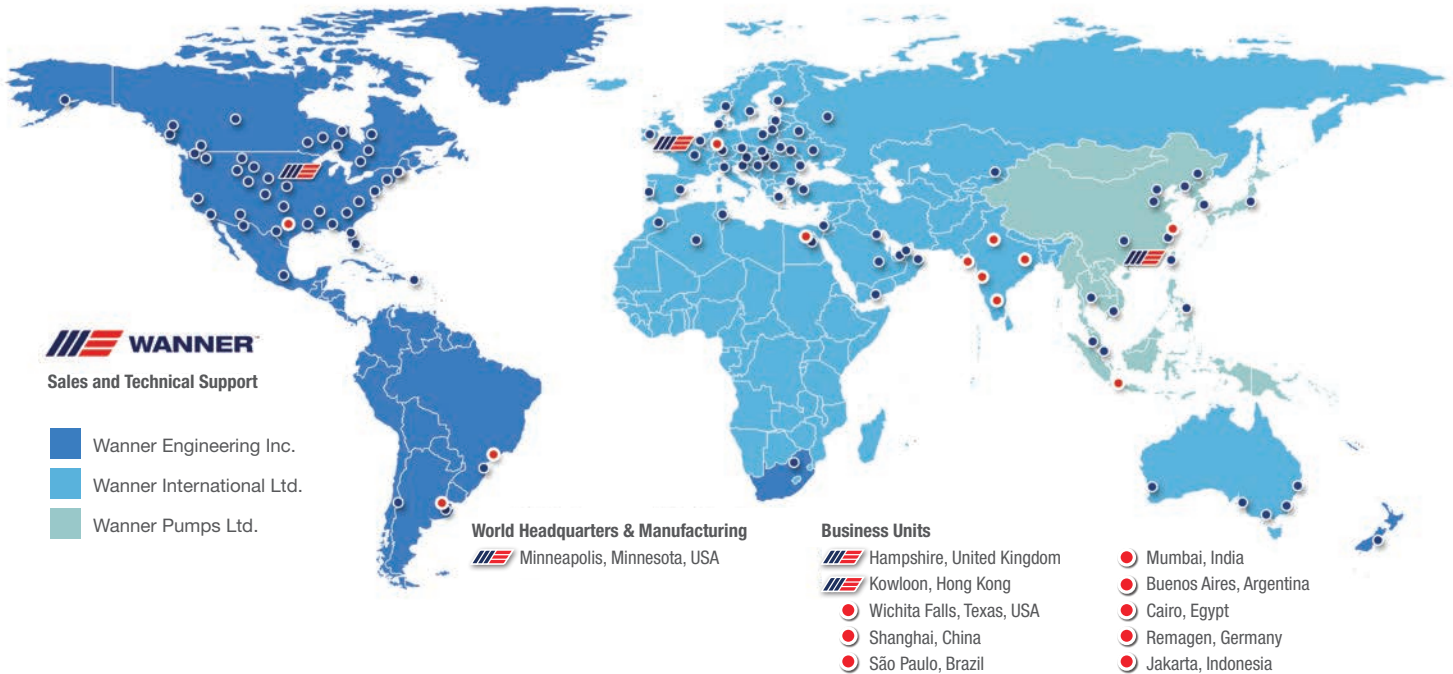 WANNER™
Sales and Technical Support
Wanner Engineering Inc.
Wanner International Ltd.
Wanner Pumps Ltd.
World Headquarters & Manufacturing
Minneapolis, Minnesota, USA
Business Units
Hampshire, United Kingdom
Kowloon, Hong Kong
Wichita Falls, Texas, USA
Shanghai, China
São Paulo, Brazil
Mumbai, India
Buenos Aires, Argentina
Cairo, Egypt
Remagen, Germany
Jakarta, Indonesia